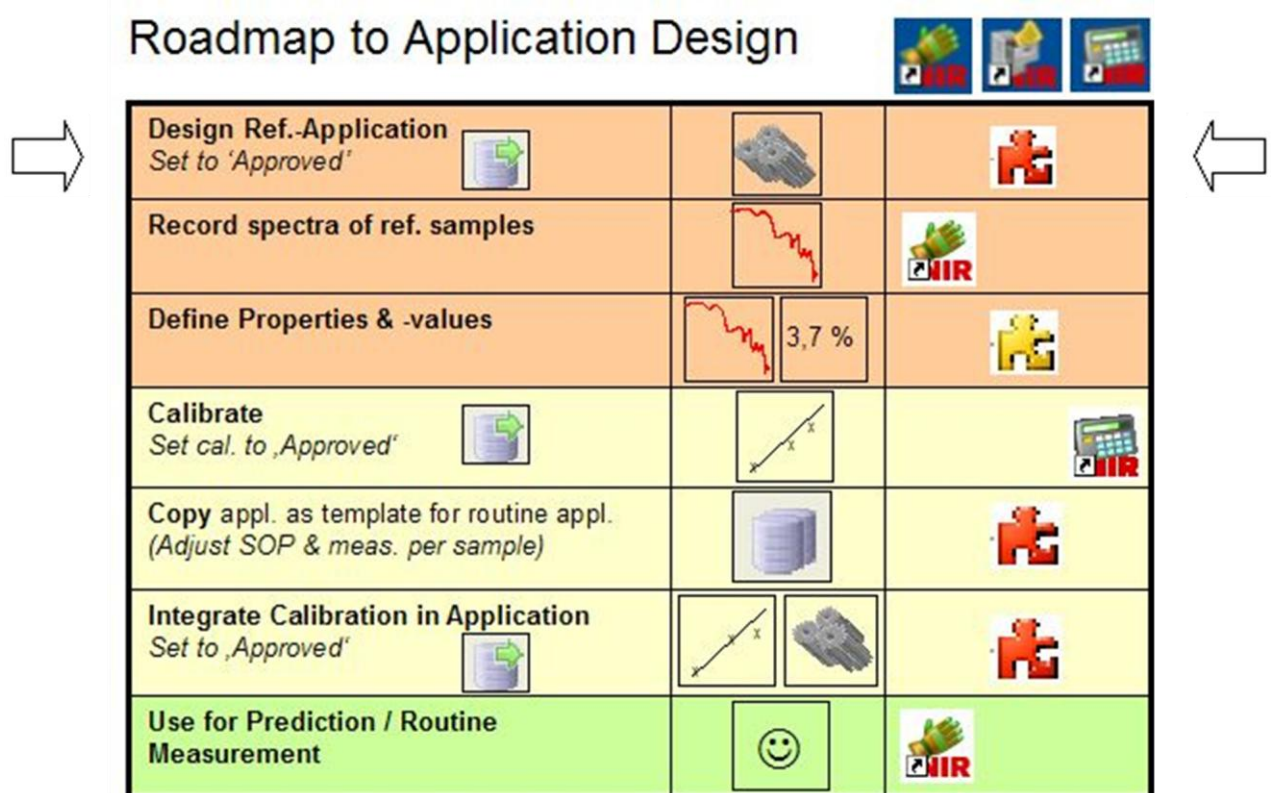 Roadmap to Application Design
NIR NIR NIR
Design Ref.-Application
Set to 'Approved'
Record spectra of ref. samples
NIR
Define Properties & -values
3,7 %
Calibrate
Set cal. to ‚Approved‘
NIR
Copy appl. as template for routine appl.
(Adjust SOP & meas. per sample)
Integrate Calibration in Application
Set to ‚Approved‘
Use for Prediction / Routine
Measurement
NIR